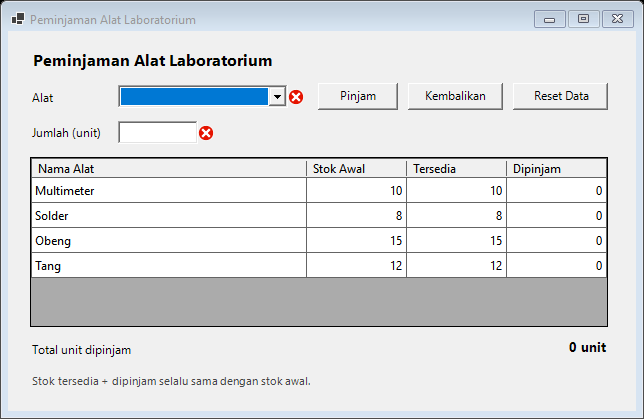 Peminjaman Alat Laboratorium
Peminjaman Alat Laboratorium
Alat Pinjam Kembalikan Reset Data
Jumlah (unit)
Nama Alat Stok Awal Tersedia Dipinjam
Multimeter 10 10 0
Solder 8 8 0
Obeng 15 15 0
Tang 12 12 0
Total unit dipinjam 0 unit
Stok tersedia + dipinjam selalu sama dengan stok awal.